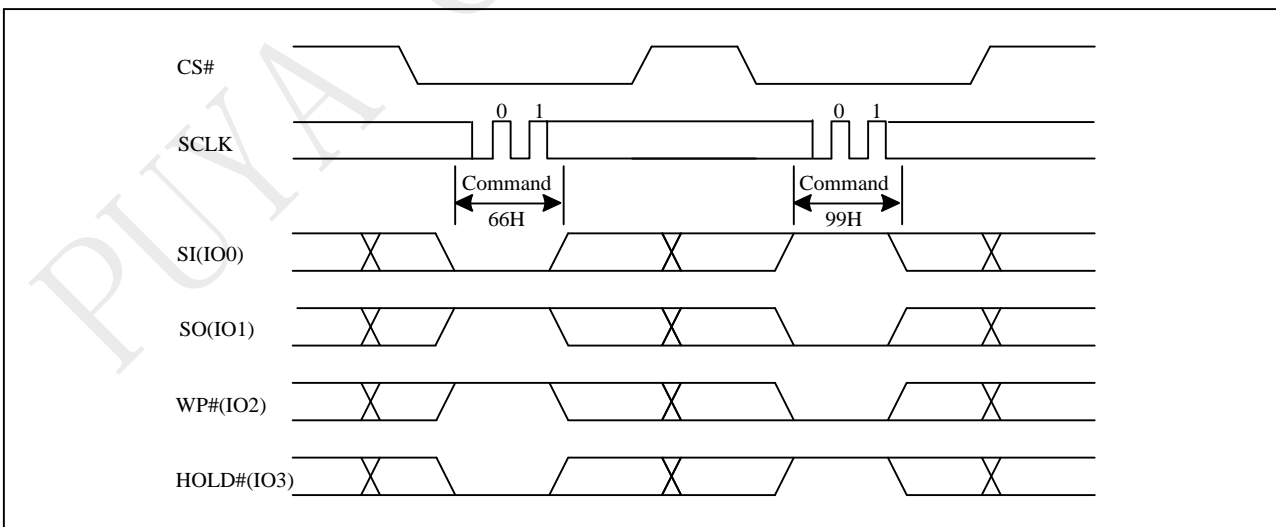 PUYA
CS#
0 1 0 1
SCLK
Command Command
66H 99H
SI(IO0)
SO(IO1)
WP#(IO2)
HOLD#(IO3)